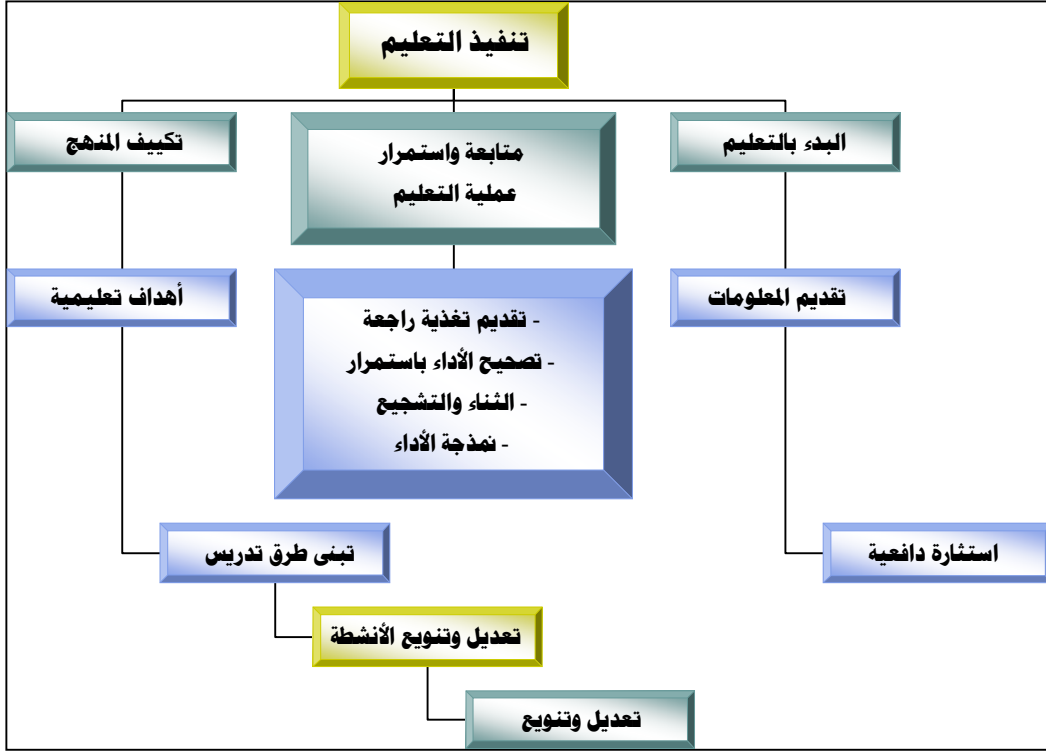 تنفيذ التعليم
البدء بالتعليم
متابعة واستمرار
عملية التعليم
تكييف المنهج
تقديم المعلومات
أهداف تعليمية
- تقديم تغذية راجعة
- تصحيح الأداء باستمرار
- الثناء والتشجيع
- نمذجة الأداء
استثارة دافعية
تبنى طرق تدريس
تعديل وتنويع الأنشطة
تعديل وتنويع